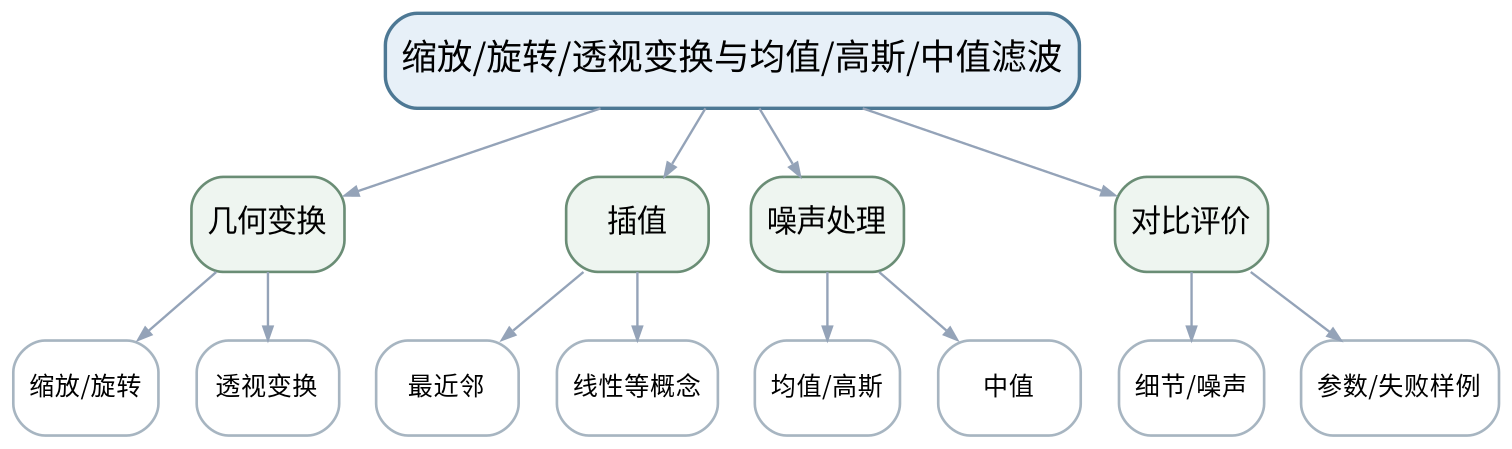 缩放/旋转/透视变换与均值/高斯/中值滤波
几何变换
插值
噪声处理
对比评价
缩放/旋转
透视变换
最近邻
线性等概念
均值/高斯
中值
细节/噪声
参数/失败样例